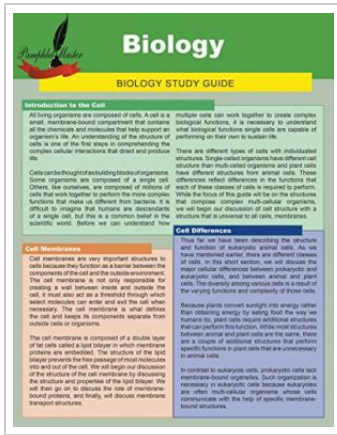 Pamphlet Master
Biology
BIOLOGY STUDY GUIDE
Introduction to the Cell
All living organisms are composed of cells. A cell is a
small, membrane-bound compartment that contains
all the chemicals and molecules that help support an
organism's life. An understanding of the structure of
cells is one of the first steps in comprehending the
complex cellular interactions that direct and produce
life.
Cells can be thought of as building blocks of organisms.
Some organisms are composed of a single cell.
Others, like ourselves, are composed of millions of
cells that work together to perform the more complex
functions that make us different from bacteria. It is
difficult to imagine that humans are descendants
of a single cell, but this is a common belief in the
scientific world. Before we can understand how
multiple cells can work together to create complex
biological functions, it is necessary to understand
what biological functions single cells are capable of
performing on their own to sustain life.
There are different types of cells with individuated
structures. Single-celled organisms have different cell
structure than multi-celled organisms and plant cells
have different structures from animal cells. These
differences reflect differences in the functions that
each of these classes of cells is required to perform.
While the focus of this guide will be on the structures
that compose multi-cellular organisms, we
will begin our discussion of cell structure with a
structure that is universal to all cells, membranes.
Cell Membranes
Cell membranes are very important structures to
cells because they function as a barrier between the
components of the cell and the outside environment.
The cell membrane is not only responsible for
creating a wall between inside and outside the
cell, it must also act as a threshold through which
select molecules can enter and exit the cell when
necessary. The cell membrane is what defines
the cell and keeps its components separate from
outside cells or organisms.
The cell membrane is composed of a double layer
of fat cells called a lipid bilayer in which membrane
proteins are embedded. The structure of the lipid
bilayer prevents the free passage of most molecules
into and out of the cell. We will begin our discussion
of the structure of the cell membrane by discussing
the structure and properties of the lipid bilayer. We
will then go on to discuss the role of membrane-
bound proteins, and finally, will discuss membrane
transport structures.
Cell Differences
Thus far we have been describing the structure
and function of eukaryotic animal cells. As we
have mentioned earlier, there are different classes
of cells. In this short section, we will discuss the
major cellular differences between prokaryotic and
eukaryotic cells, and between animal and plant
cells. The diversity among various cells is a result of
the varying functions and complexity of those cells.
Because plants convert sunlight into energy rather
than obtaining energy by eating food the way we
humans do, plant cells require additional structures
that can perform this function. While most structures
between animal and plant cells are the same, there
are a couple of additional structures that perform
specific functions in plant cells that are unnecessary
in animal cells.
In contrast to eukaryote cells, prokaryote cells lack
membrane-bound organelles. Such organization is
necessary in eukaryotic cells because eukaryotes
are often multi-cellular organisms whose cells
communicate with the help of specific membrane-
bound structures.